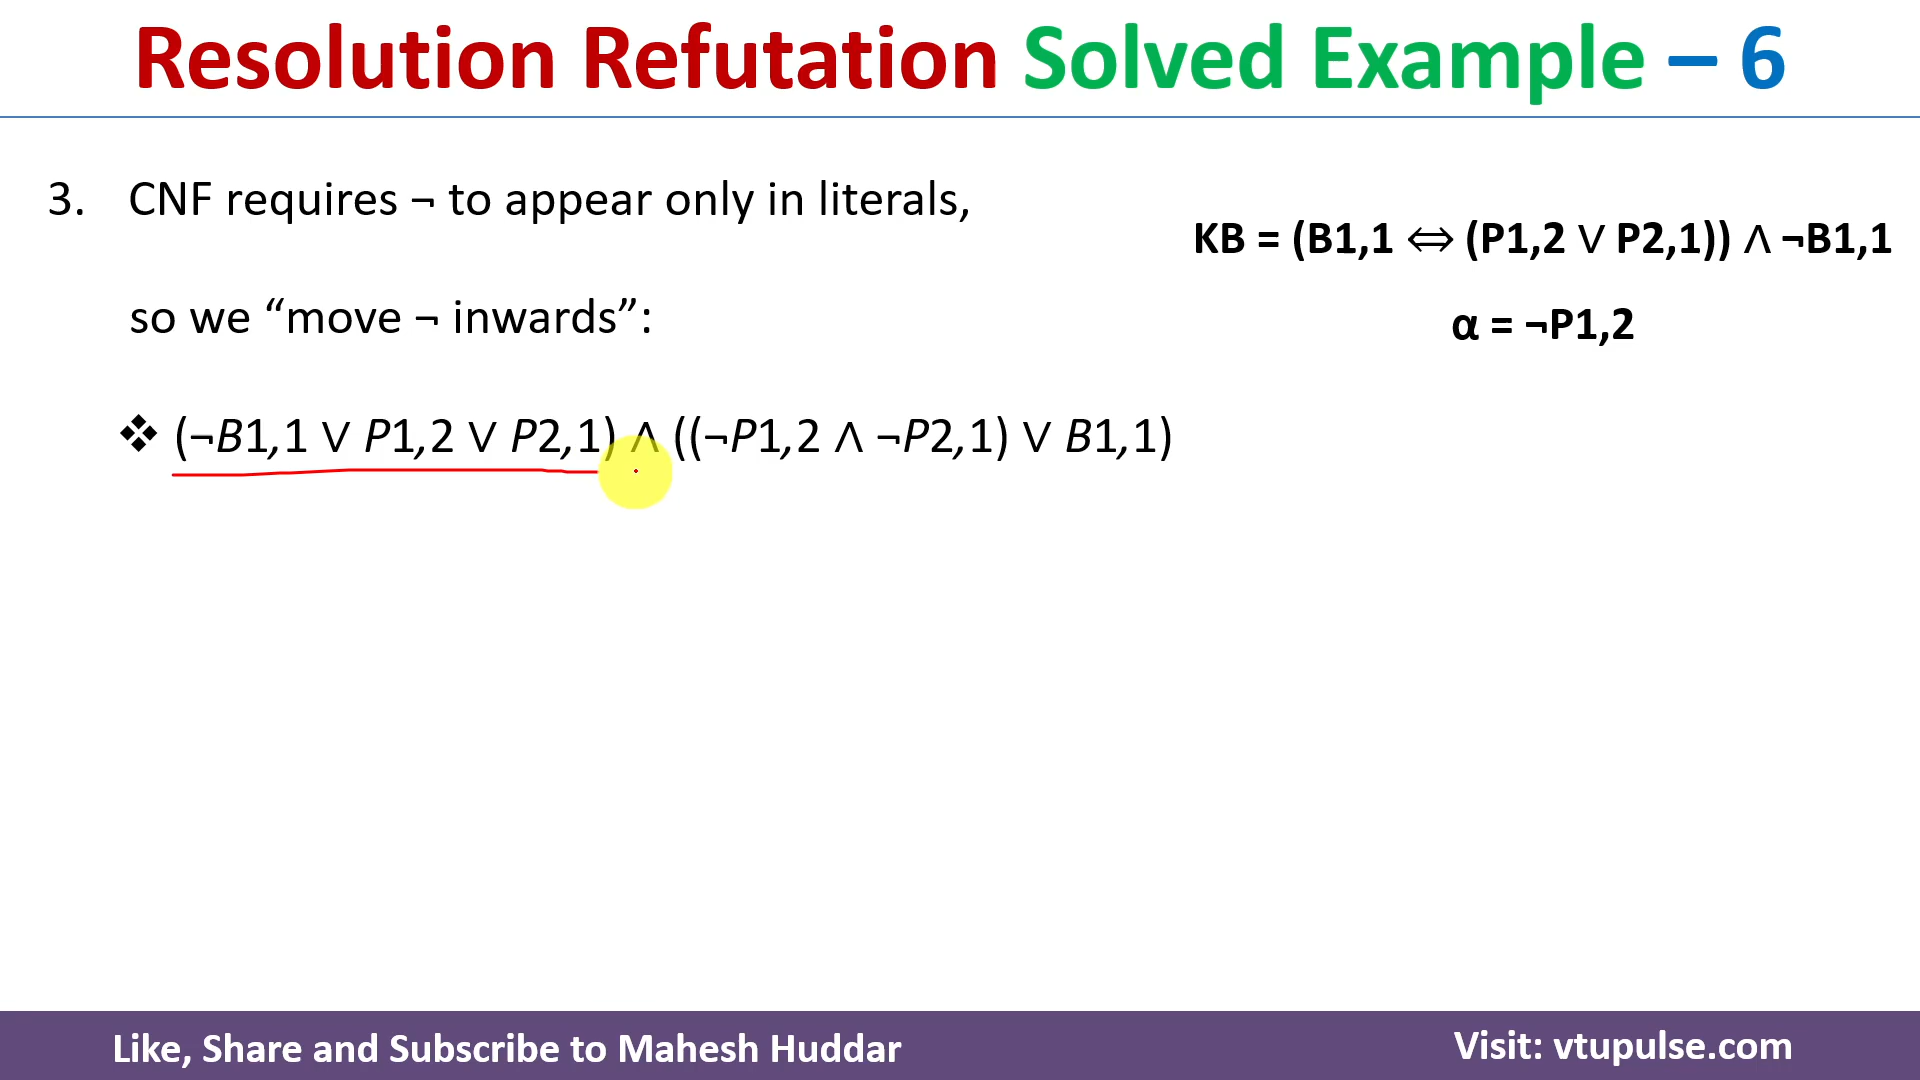 Resolution Refutation Solved Example – 6
3. CNF requires ¬ to appear only in literals,
so we “move ¬ inwards”:
KB = (B1,1 ⇔ (P1,2 ∨ P2,1)) ∧ ¬B1,1
α = ¬P1,2
❖ (¬B1,1 ∨ P1,2 ∨ P2,1) ∧ ((¬P1,2 ∧ ¬P2,1) ∨ B1,1)
Like, Share and Subscribe to Mahesh Huddar
Visit: vtupulse.com